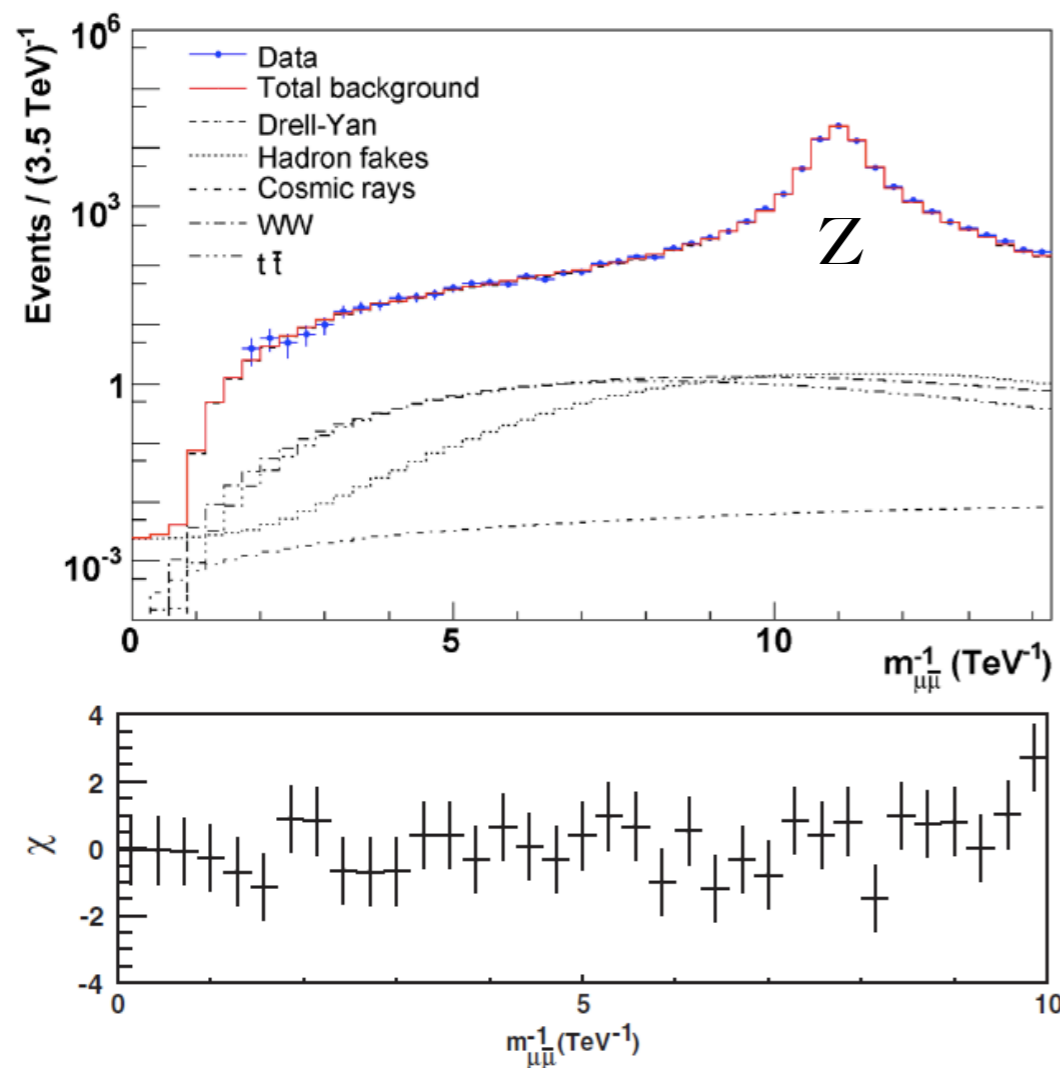 10^6
10^3
1
10^-3
Events / (3.5 TeV)^-1
Data
Total background
Drell-Yan
Hadron fakes
Cosmic rays
WW
t t̄
Z
0 5 10
m^-1_μμ̄ (TeV^-1)
4
2
0
-2
-4
χ
0 5 10
m^-1_μμ̄(TeV^-1)